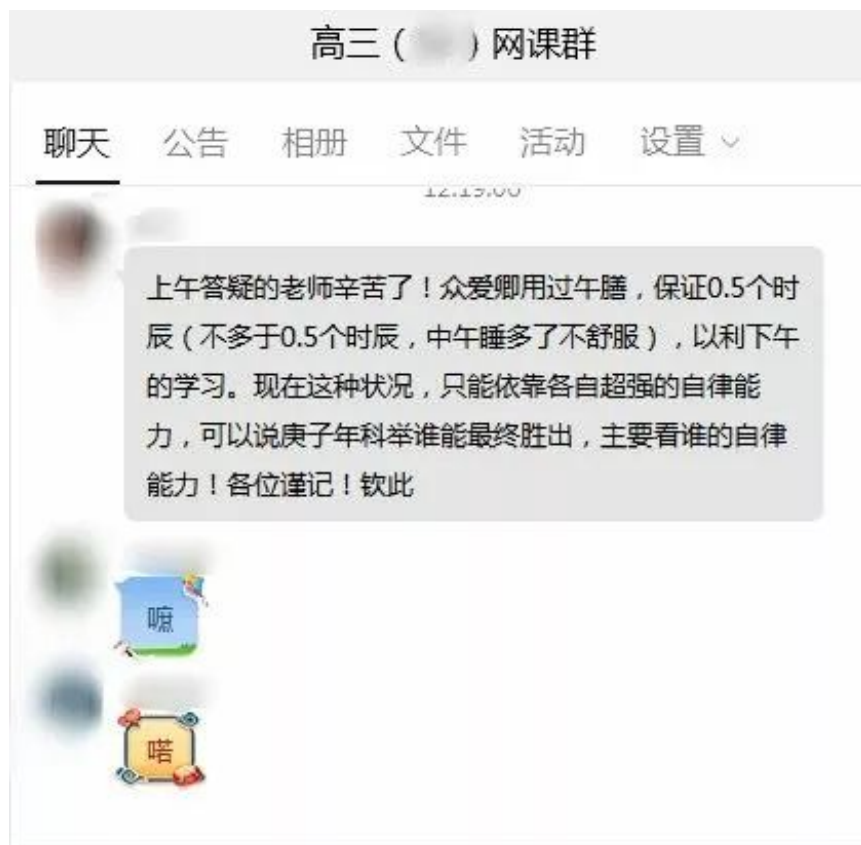 高三（ ）网课群
聊天 公告 相册 文件 活动 设置
上午答疑的老师辛苦了！众爱卿用过午膳，保证0.5个时
辰（不多于0.5个时辰，中午睡多了不舒服），以利下午
的学习。现在这种状况，只能依靠各自超强的自律能
力，可以说庚子年科举谁能最终胜出，主要看谁的自律
能力！各位谨记！钦此
嗻
喏